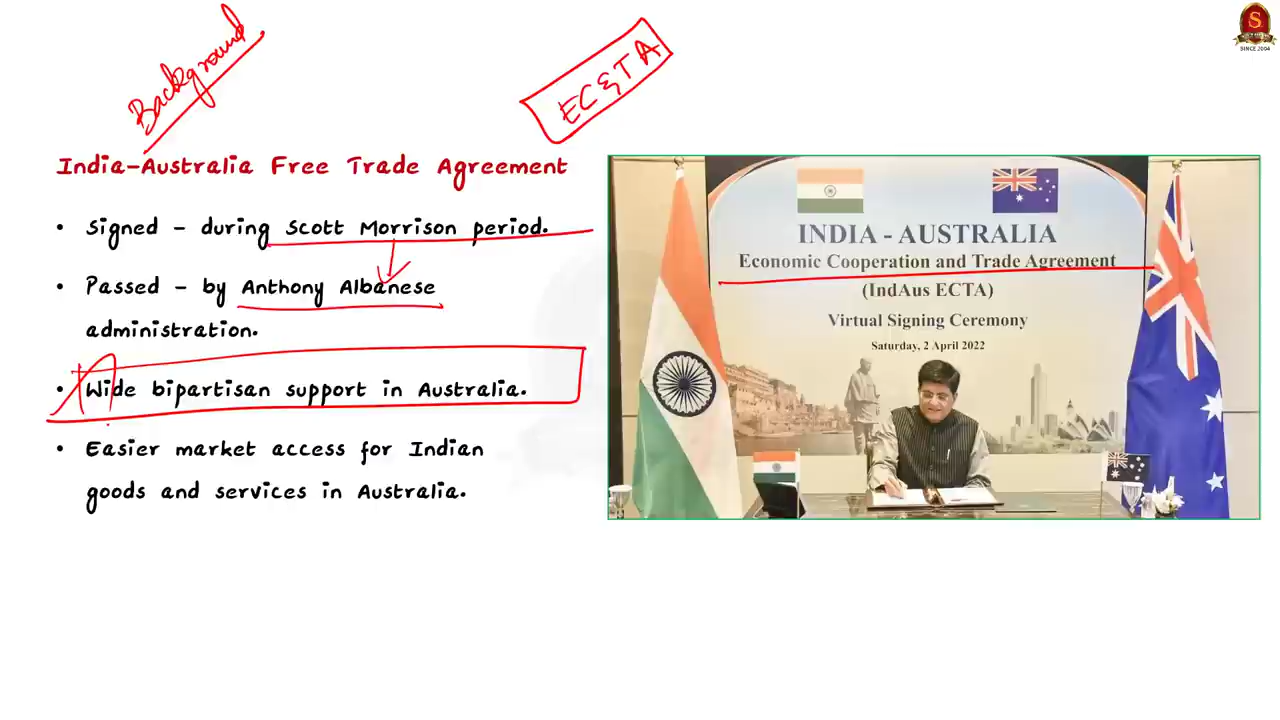 Background
EC&TA
S
SINCE 2004
India-Australia Free Trade Agreement
• Signed - during Scott Morrison period.
• Passed - by Anthony Albanese
administration.
• Wide bipartisan support in Australia.
• Easier market access for Indian
goods and services in Australia.
INDIA - AUSTRALIA
Economic Cooperation and Trade Agreement
(IndAus ECTA)
Virtual Signing Ceremony
Saturday, 2 April 2022